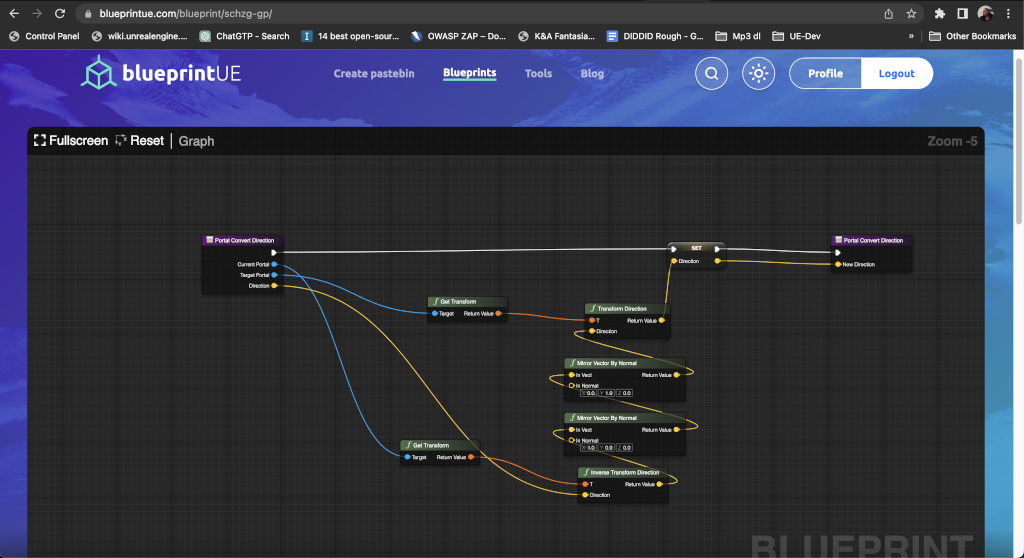 blueprintue.com/blueprint/schzg-gp/
Control Panel
wiki.unrealengine....
ChatGTP - Search
14 best open-sour...
OWASP ZAP – Do...
K&A Fantasia...
DIDDID Rough - G...
Mp3 dl
UE-Dev
»
Other Bookmarks
blueprintUE
Create pastebin
Blueprints
Tools
Blog
Profile
Logout
Fullscreen
Reset
Graph
Zoom -5
Portal Convert Direction
Current Portal
Target Portal
Direction
SET
Direction
Portal Convert Direction
New Direction
f Get Transform
Target Return Value
f Transform Direction
T Return Value
Direction
f Mirror Vector By Normal
In Vect Return Value
In Normal
X 0.0 Y 1.0 Z 0.0
f Mirror Vector By Normal
In Vect Return Value
In Normal
X 1.0 Y 0.0 Z 0.0
f Get Transform
Target Return Value
f Inverse Transform Direction
T Return Value
Direction
BLUEPRINT